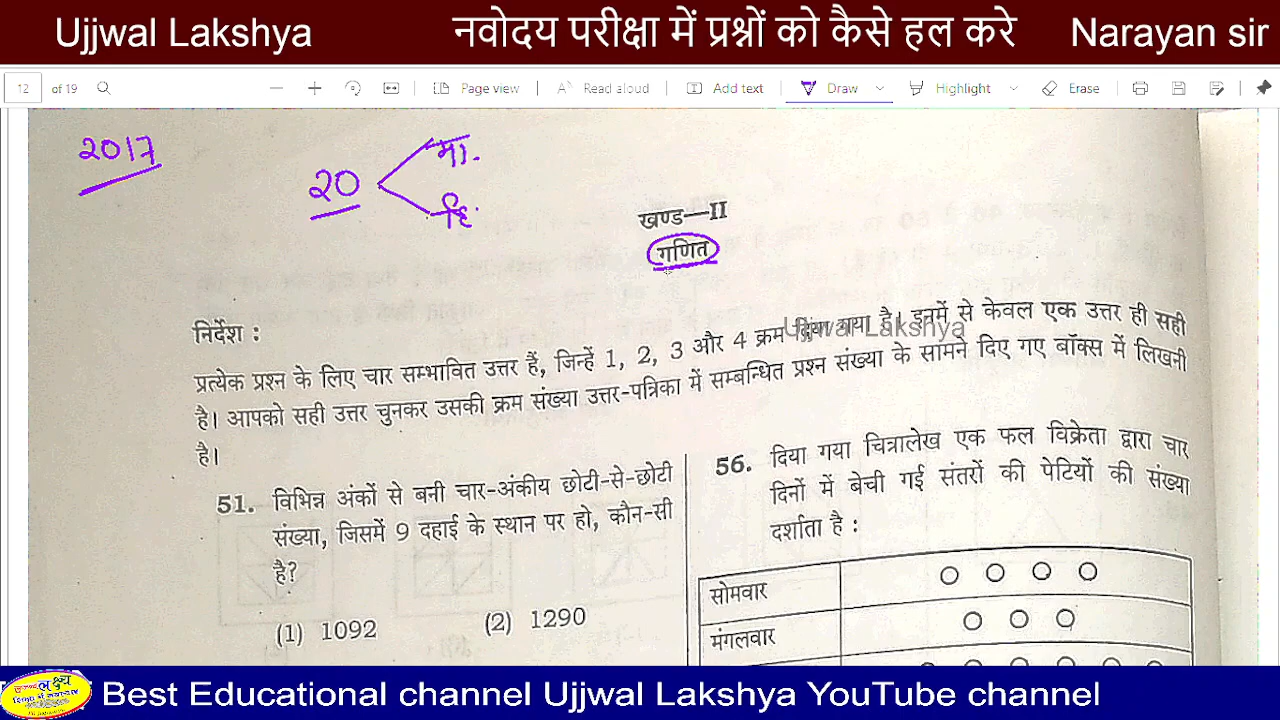 Ujjwal Lakshya नवोदय परीक्षा में प्रश्नों को कैसे हल करे Narayan sir
12 of 19 Page view Read aloud Add text Draw Highlight Erase
2017
20
मा.
हि.
खण्ड—II
गणित
Ujjwal Lakshya
निर्देश :
प्रत्येक प्रश्न के लिए चार सम्भावित उत्तर हैं, जिन्हें 1, 2, 3 और 4 क्रम दिया गया है। इनमें से केवल एक उत्तर ही सही
है। आपको सही उत्तर चुनकर उसकी क्रम संख्या उत्तर-पत्रिका में सम्बन्धित प्रश्न संख्या के सामने दिए गए बॉक्स में लिखनी
है।
51. विभिन्न अंकों से बनी चार-अंकीय छोटी-से-छोटी
संख्या, जिसमें 9 दहाई के स्थान पर हो, कौन-सी
है?
(1) 1092 (2) 1290
56. दिया गया चित्रालेख एक फल विक्रेता द्वारा चार
दिनों में बेची गई संतरों की पेटियों की संख्या
दर्शाता है :
सोमवार
मंगलवार
Best Educational channel Ujjwal Lakshya YouTube channel